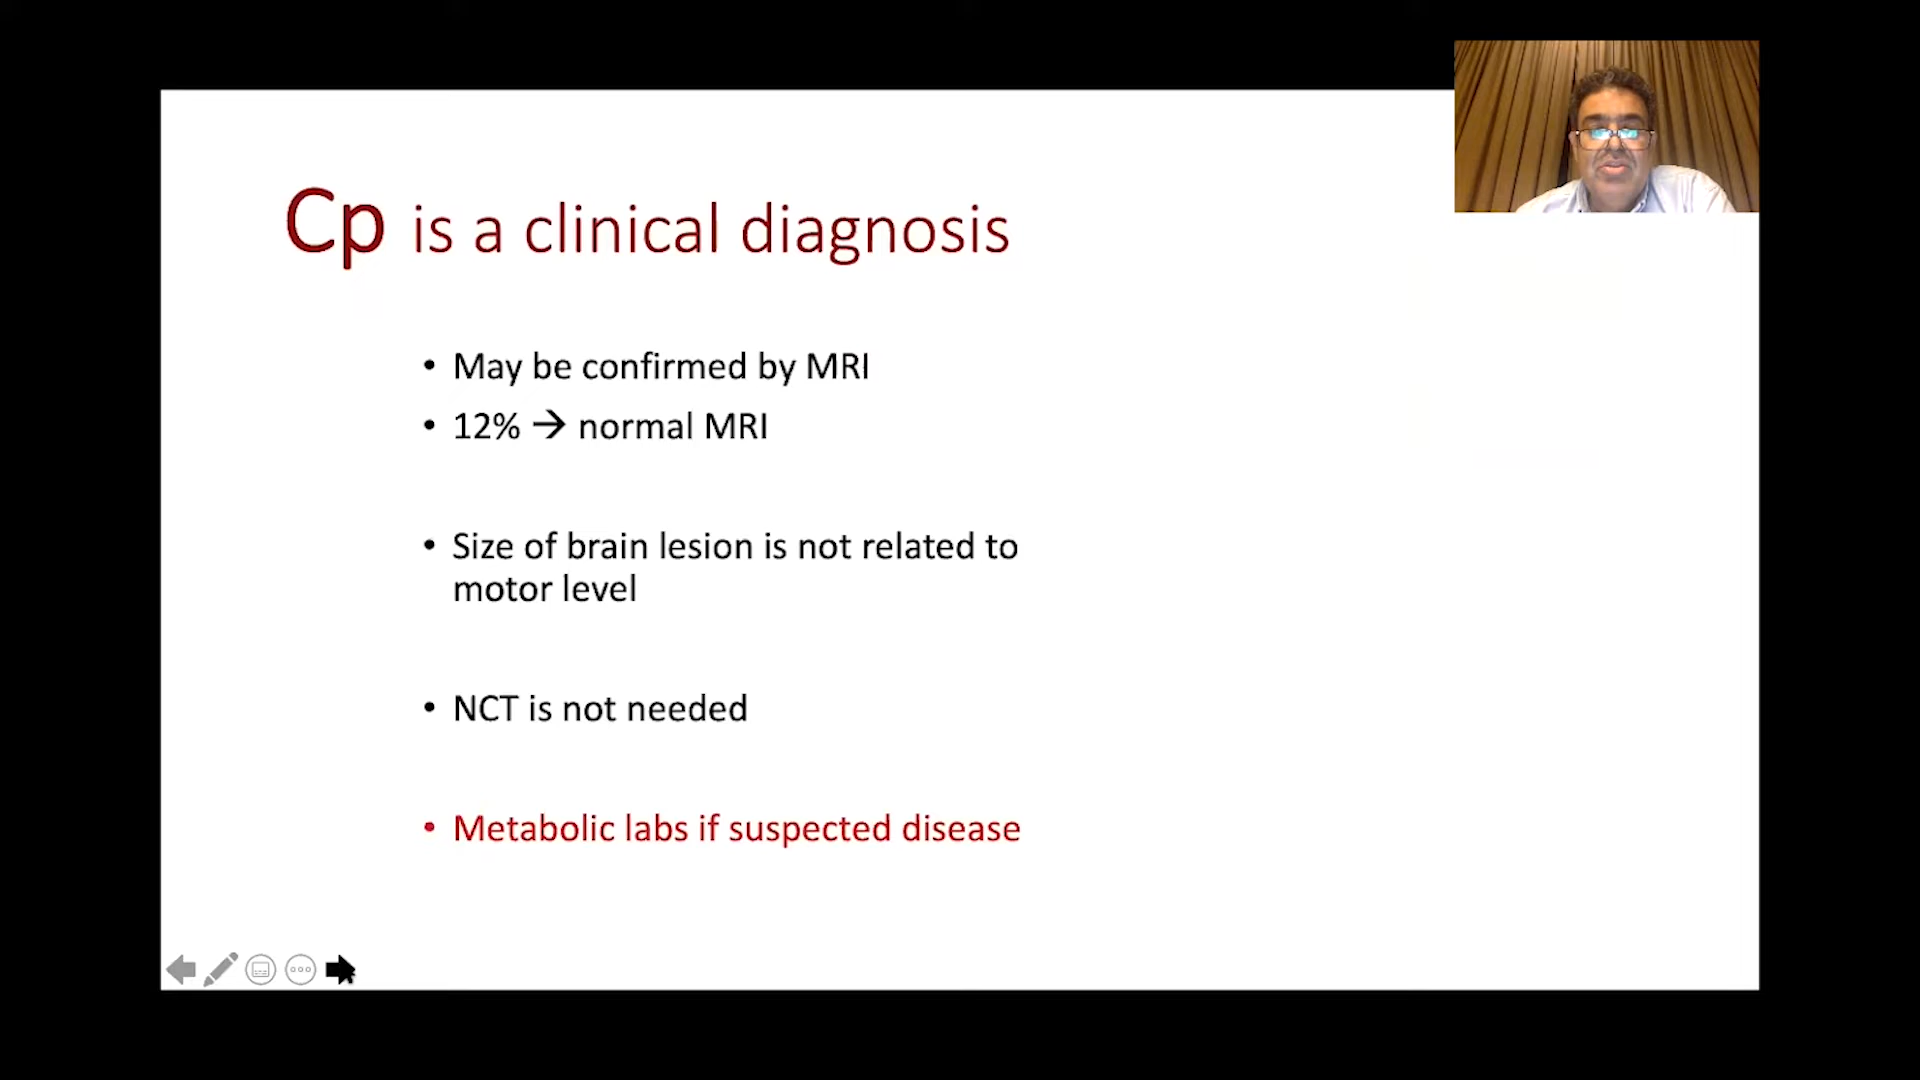 Cp is a clinical diagnosis
• May be confirmed by MRI
• 12% → normal MRI
• Size of brain lesion is not related to
motor level
• NCT is not needed
• Metabolic labs if suspected disease